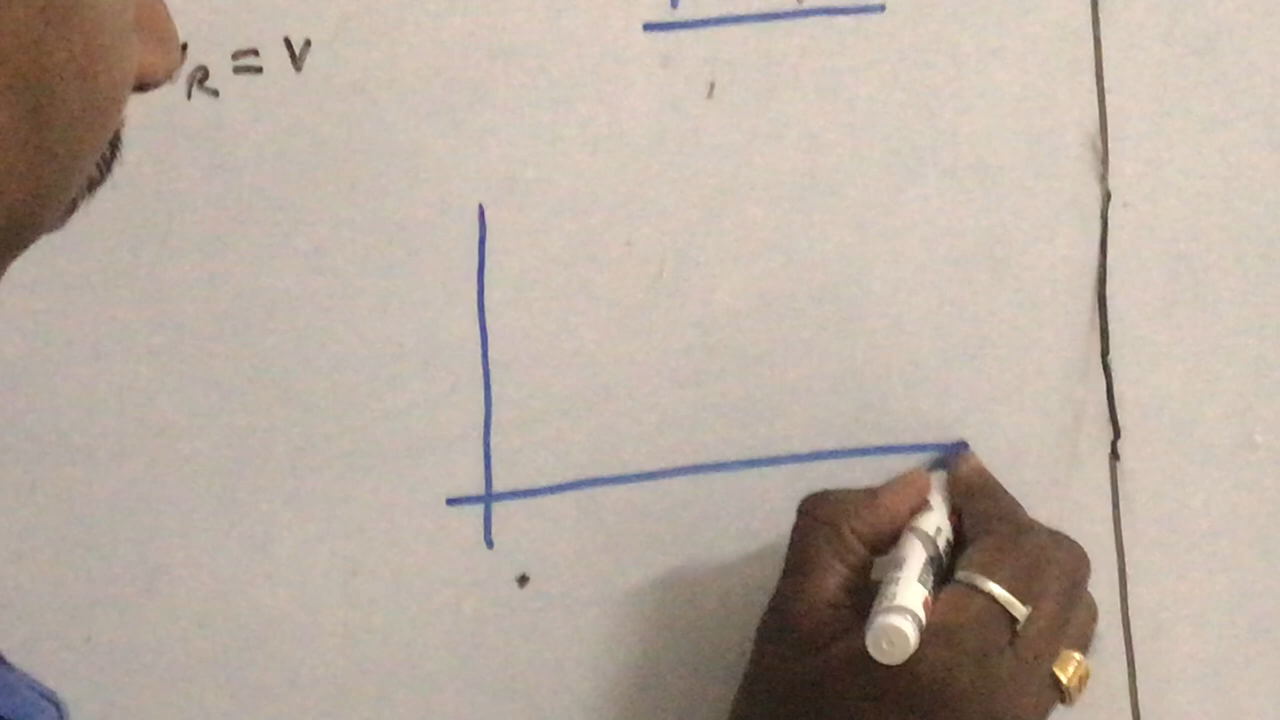 R = V